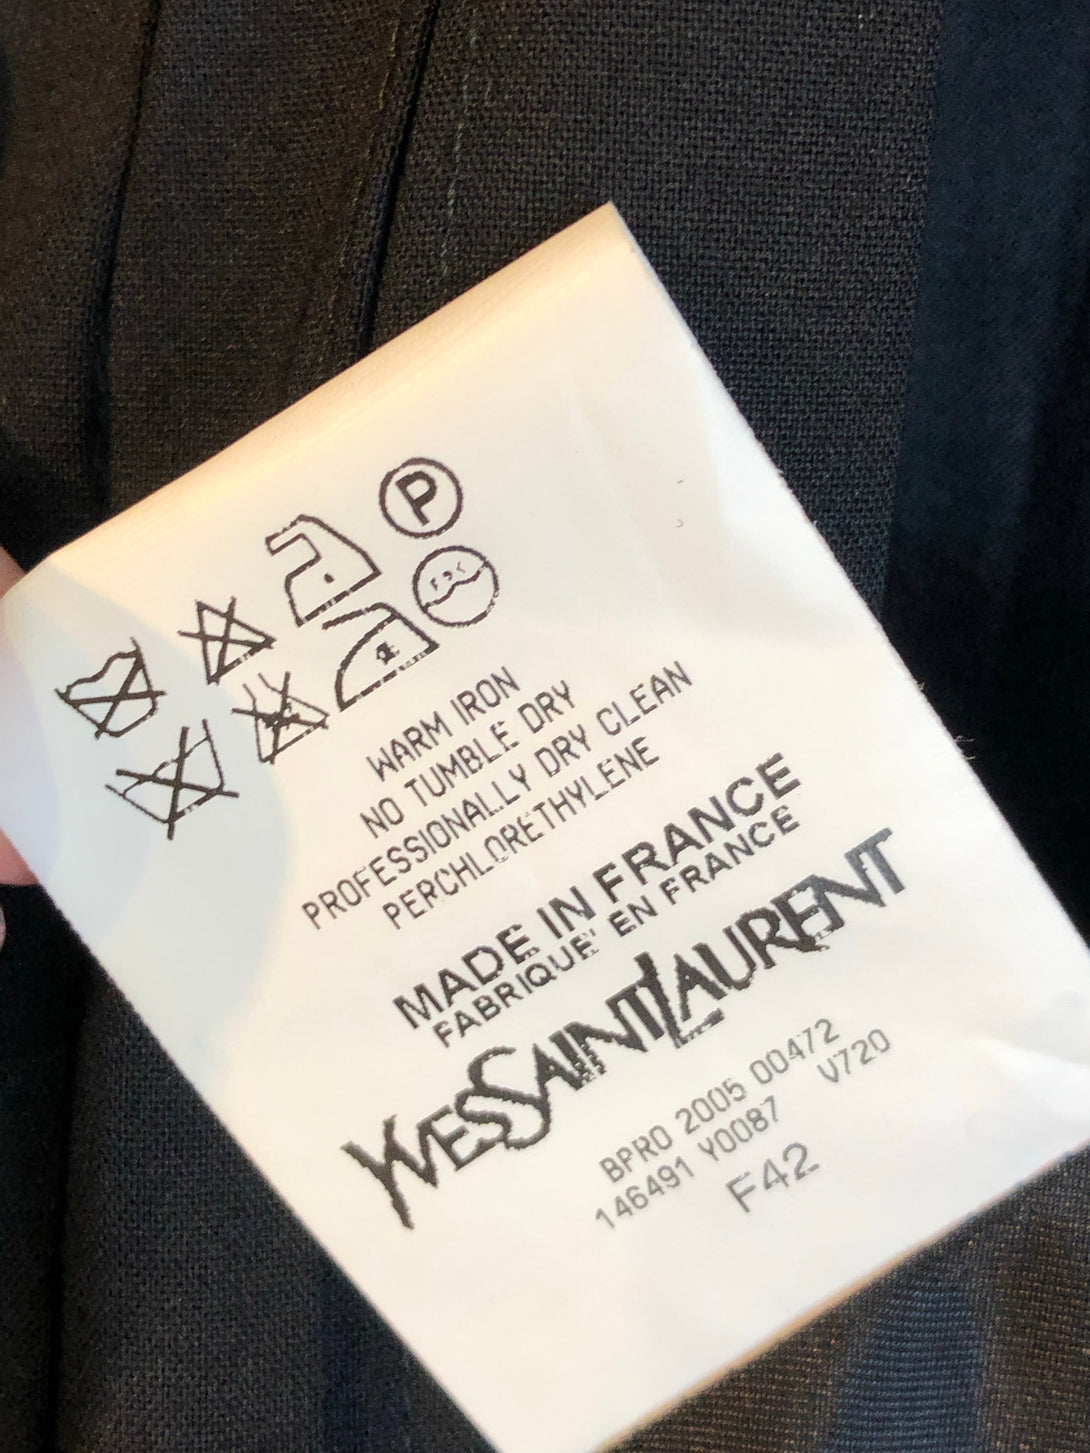 P
WARM IRON
NO TUMBLE DRY
PROFESSIONALLY DRY CLEAN
PERCHLORETHYLENE
MADE IN FRANCE
FABRIQUE' EN FRANCE
YVESSAINTLAURENT
BPRO 2005 00472
146491 Y0087 V720
F42